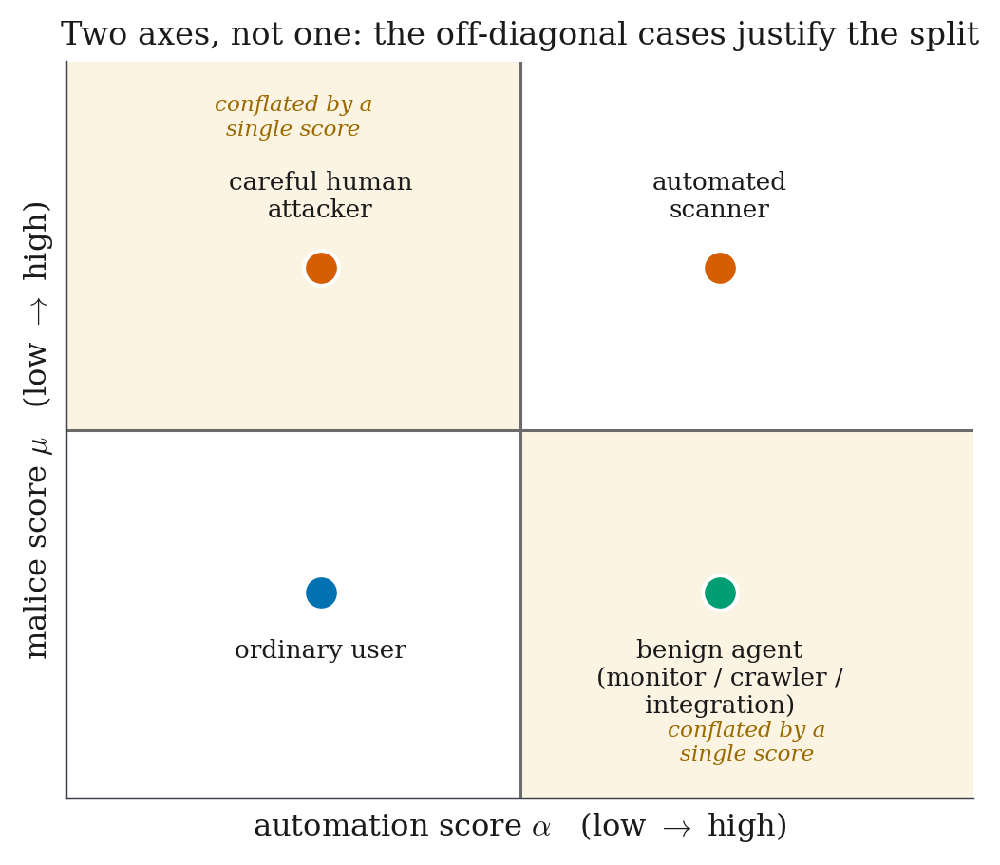 Two axes, not one: the off-diagonal cases justify the split
conflated by a
single score
careful human
attacker
automated
scanner
malice score μ (low → high)
ordinary user
benign agent
(monitor / crawler /
integration)
conflated by a
single score
automation score α (low → high)